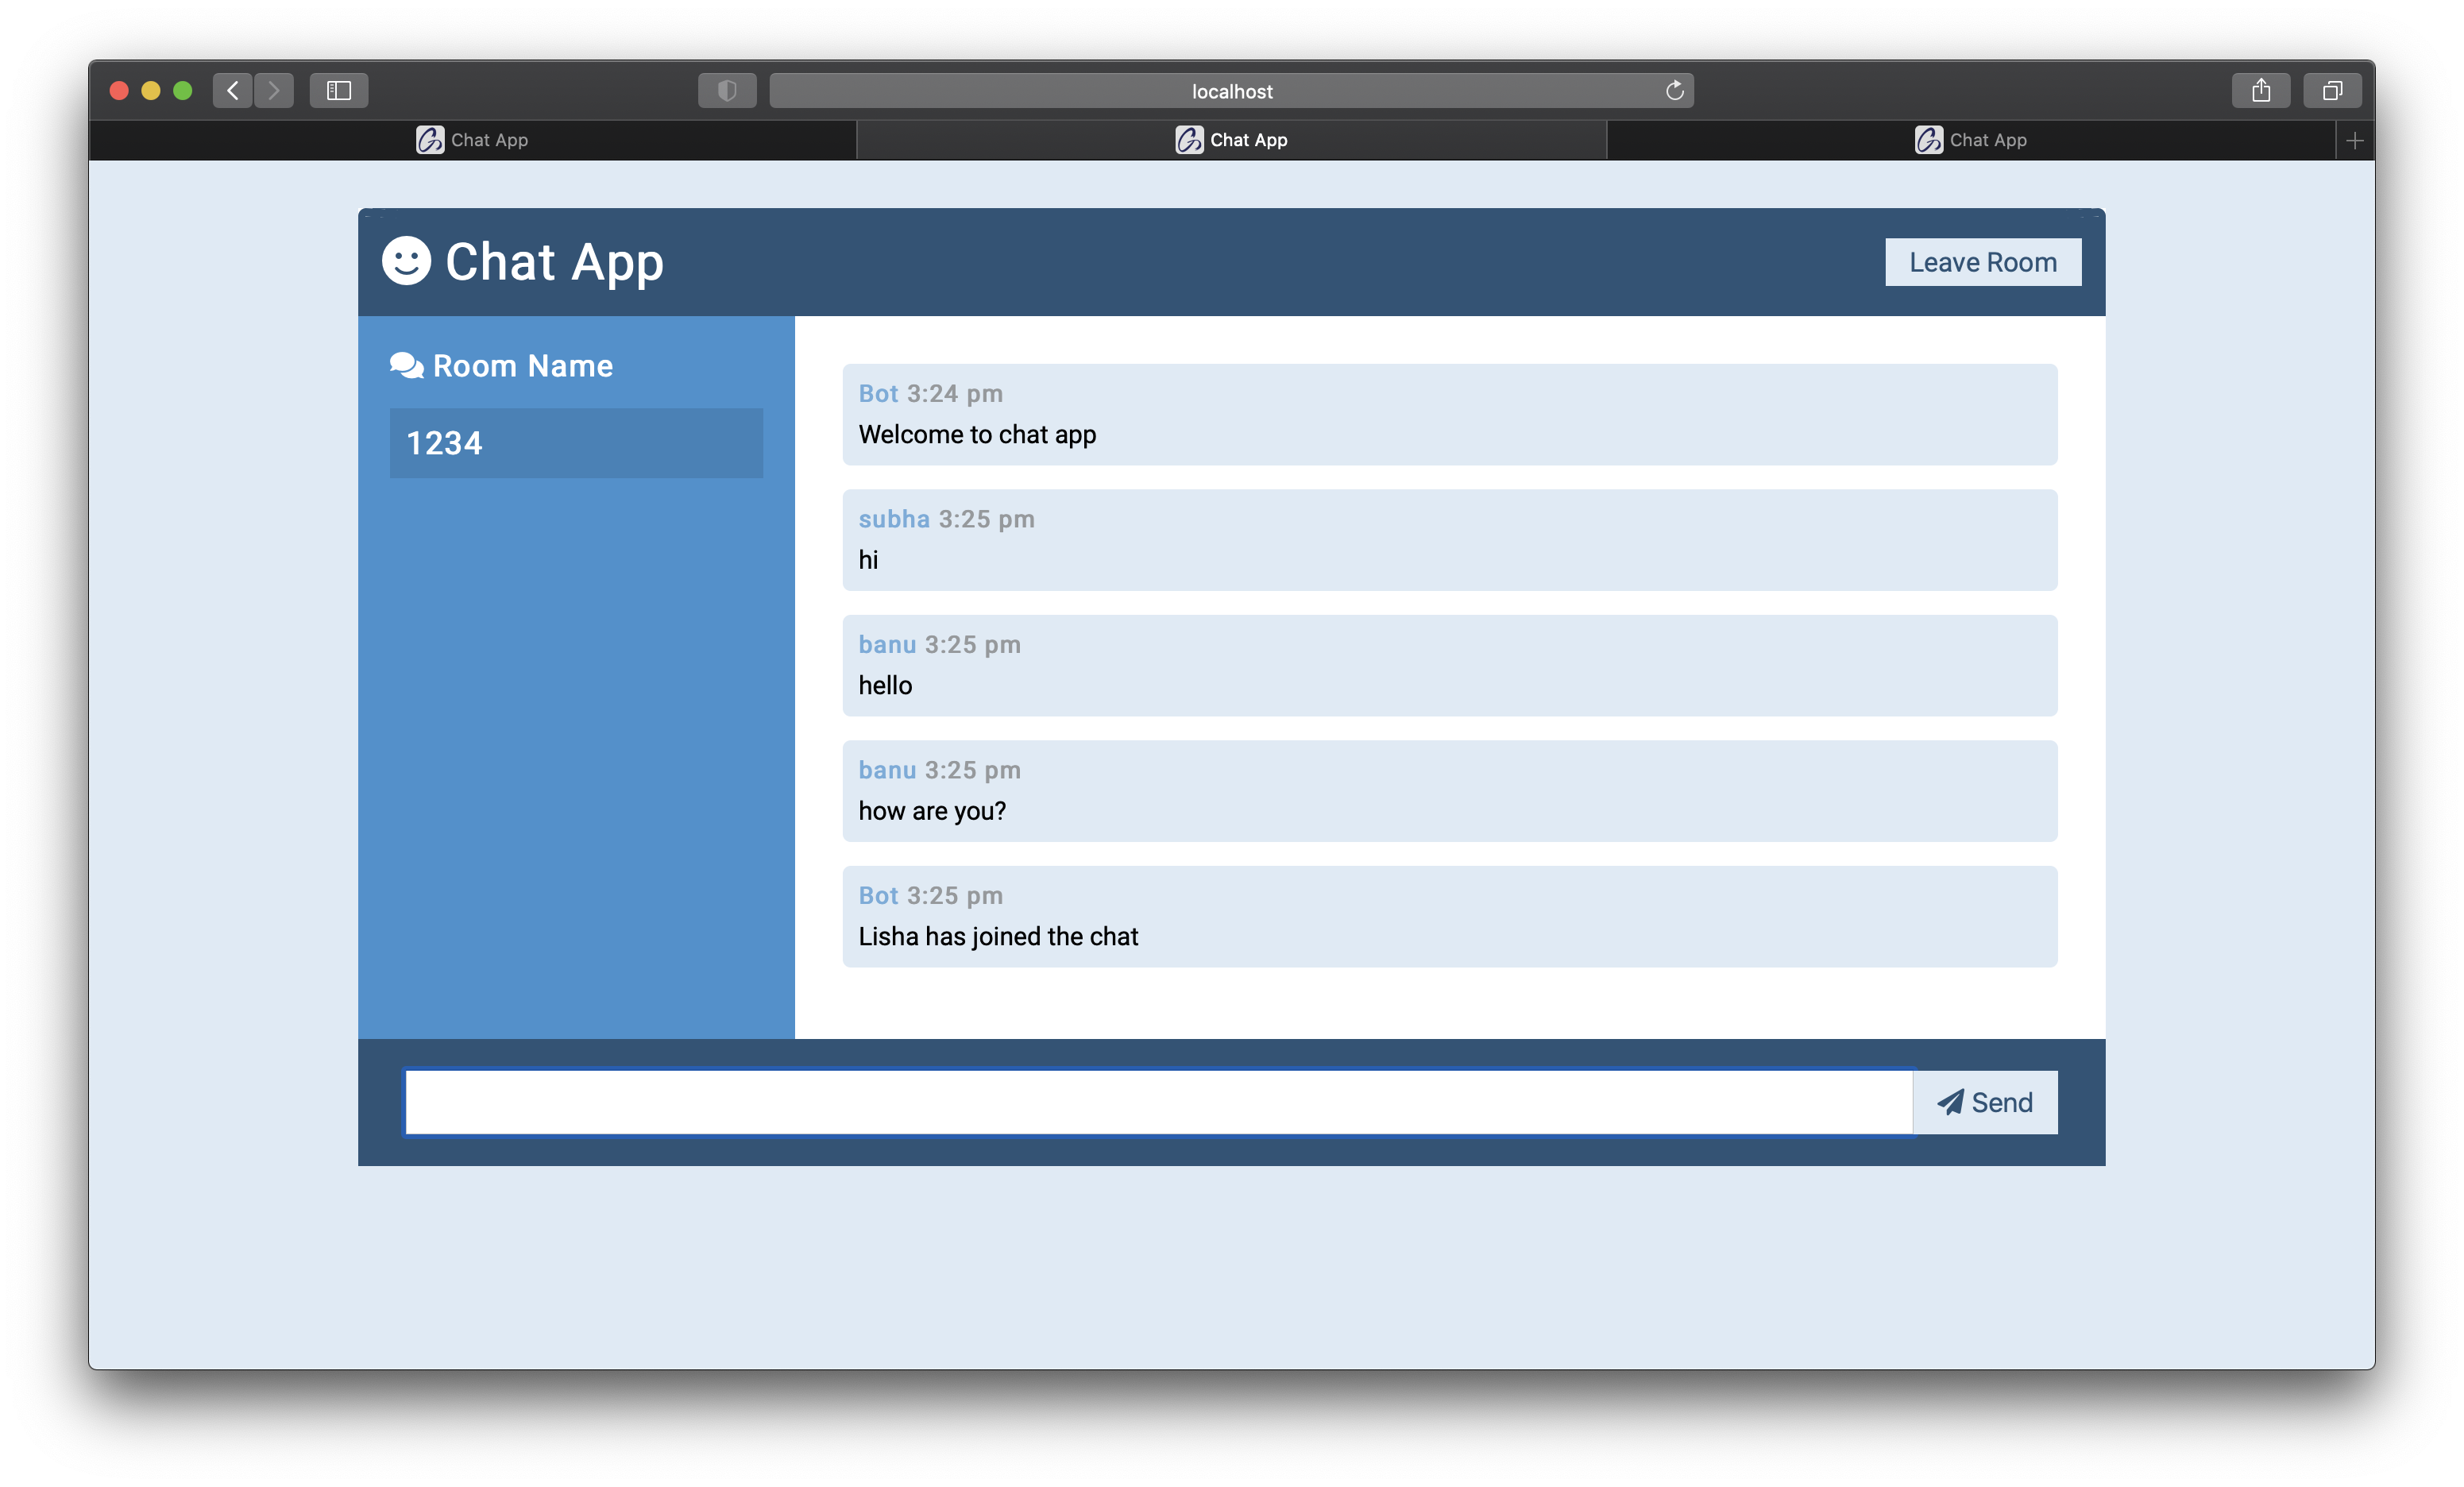 localhost
Chat App
Chat App
Chat App
Chat App
Leave Room
Room Name
1234
Bot 3:24 pm
Welcome to chat app
subha 3:25 pm
hi
banu 3:25 pm
hello
banu 3:25 pm
how are you?
Bot 3:25 pm
Lisha has joined the chat
Send